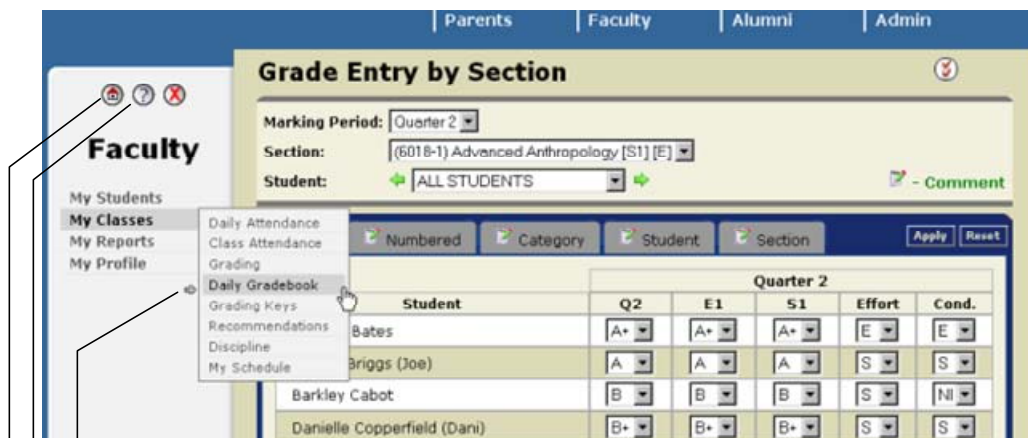 Parents Faculty Alumni Admin
Grade Entry by Section
Marking Period: Quarter 2
Section: (6018-1) Advanced Anthropology [S1] [E]
Student: ALL STUDENTS
- Comment
Faculty
My Students
My Classes
My Reports
My Profile
Daily Attendance
Class Attendance
Grading
Daily Gradebook
Grading Keys
Recommendations
Discipline
My Schedule
Numbered Category Student Section Apply Reset
Quarter 2
Student Q2 E1 S1 Effort Cond.
Bates A+ A+ A+ E E
Briggs (Joe) A A A S S
Barkley Cabot B B B S NI
Danielle Copperfield (Dani) B+ B+ B+ S S